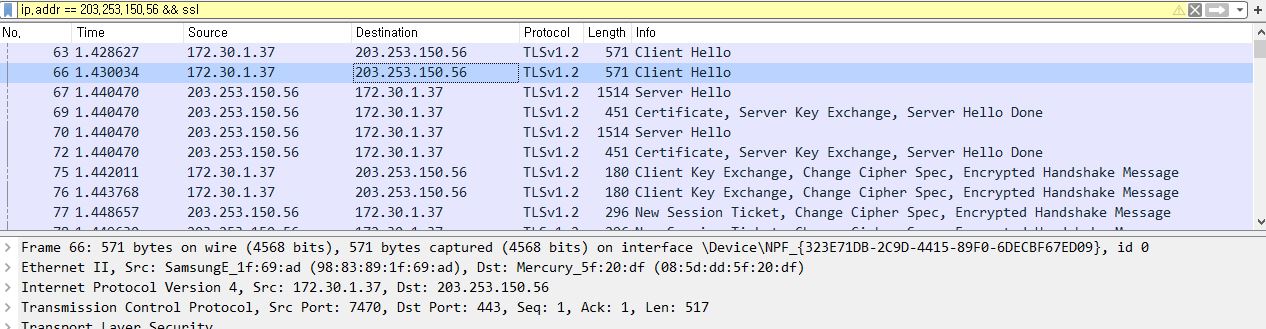 ip,addr == 203,253,150,56 && ssl
No, Time Source Destination Protocol Length Info
63 1.428627 172.30.1.37 203.253.150.56 TLSv1.2 571 Client Hello
66 1.430034 172.30.1.37 203.253.150.56 TLSv1.2 571 Client Hello
67 1.440470 203.253.150.56 172.30.1.37 TLSv1.2 1514 Server Hello
69 1.440470 203.253.150.56 172.30.1.37 TLSv1.2 451 Certificate, Server Key Exchange, Server Hello Done
70 1.440470 203.253.150.56 172.30.1.37 TLSv1.2 1514 Server Hello
72 1.440470 203.253.150.56 172.30.1.37 TLSv1.2 451 Certificate, Server Key Exchange, Server Hello Done
75 1.442011 172.30.1.37 203.253.150.56 TLSv1.2 180 Client Key Exchange, Change Cipher Spec, Encrypted Handshake Message
76 1.443768 172.30.1.37 203.253.150.56 TLSv1.2 180 Client Key Exchange, Change Cipher Spec, Encrypted Handshake Message
77 1.448657 203.253.150.56 172.30.1.37 TLSv1.2 296 New Session Ticket, Change Cipher Spec, Encrypted Handshake Message
Frame 66: 571 bytes on wire (4568 bits), 571 bytes captured (4568 bits) on interface \Device\NPF_{323E71DB-2C9D-4415-89F0-6DECBF67ED09}, id 0
Ethernet II, Src: SamsungE_1f:69:ad (98:83:89:1f:69:ad), Dst: Mercury_5f:20:df (08:5d:dd:5f:20:df)
Internet Protocol Version 4, Src: 172.30.1.37, Dst: 203.253.150.56
Transmission Control Protocol, Src Port: 7470, Dst Port: 443, Seq: 1, Ack: 1, Len: 517
Transport Layer Security